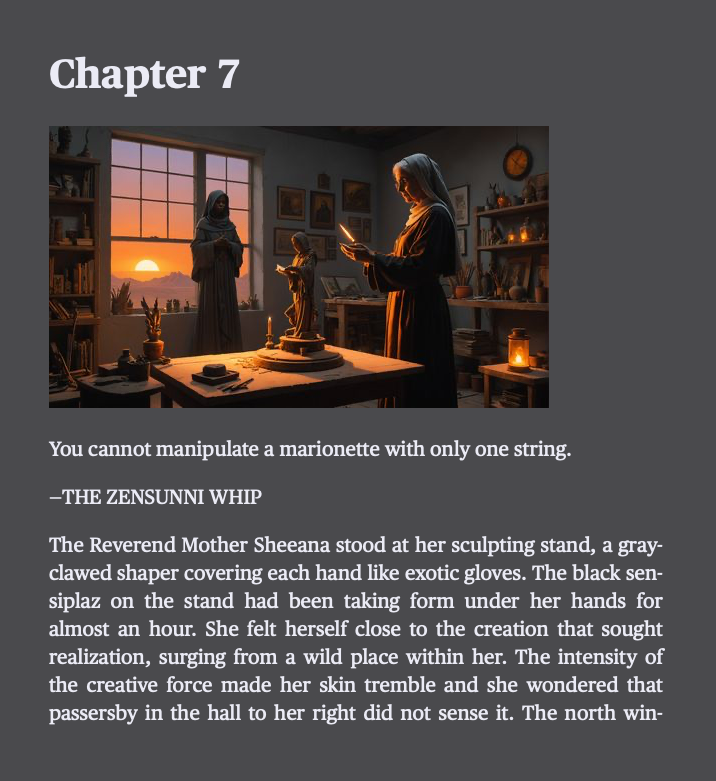 Chapter 7
You cannot manipulate a marionette with only one string.
—THE ZENSUNNI WHIP
The Reverend Mother Sheeana stood at her sculpting stand, a gray-
clawed shaper covering each hand like exotic gloves. The black sen-
siplaz on the stand had been taking form under her hands for
almost an hour. She felt herself close to the creation that sought
realization, surging from a wild place within her. The intensity of
the creative force made her skin tremble and she wondered that
passersby in the hall to her right did not sense it. The north win-